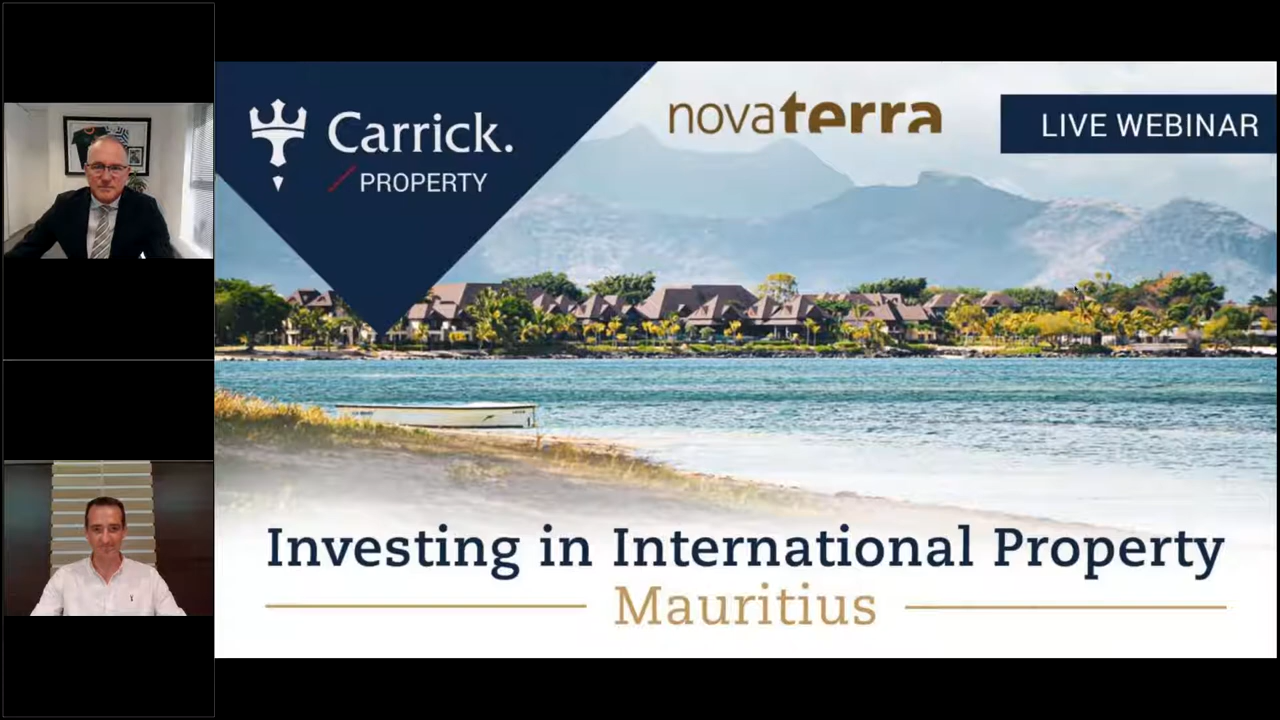 Carrick.
PROPERTY
novaterra
LIVE WEBINAR
Investing in International Property
Mauritius